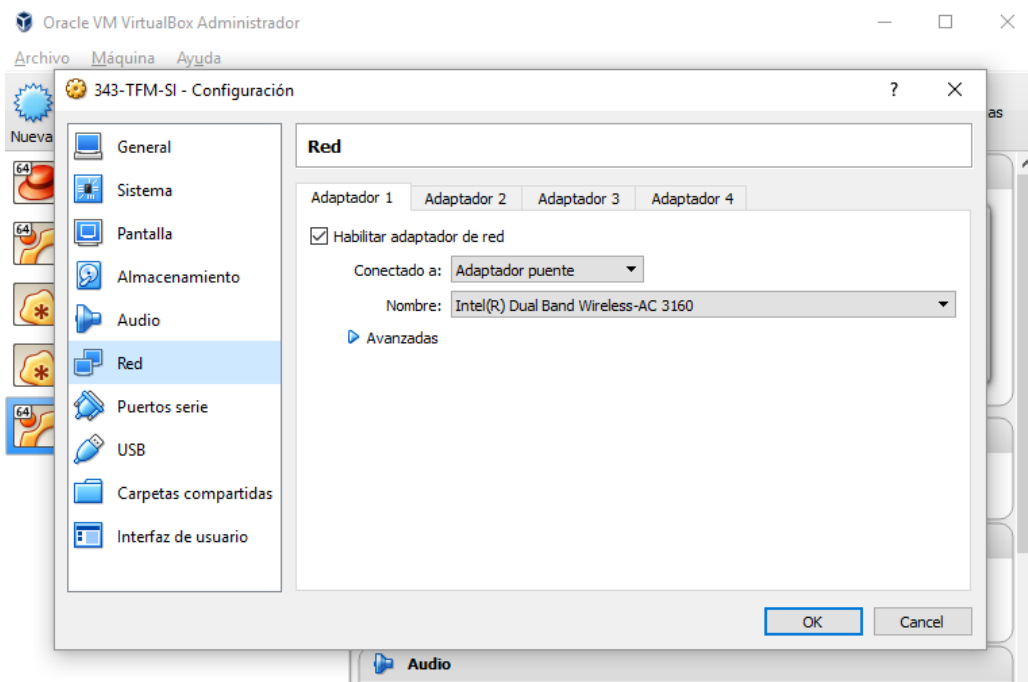 Oracle VM VirtualBox Administrador
Archivo Máquina Ayuda
343-TFM-SI - Configuración
?
Nueva
as
General
Sistema
Pantalla
Almacenamiento
Audio
Red
Puertos serie
USB
Carpetas compartidas
Interfaz de usuario
Red
Adaptador 1 Adaptador 2 Adaptador 3 Adaptador 4
Habilitar adaptador de red
Conectado a: Adaptador puente
Nombre: Intel(R) Dual Band Wireless-AC 3160
Avanzadas
OK Cancel
64
64
64
Audio